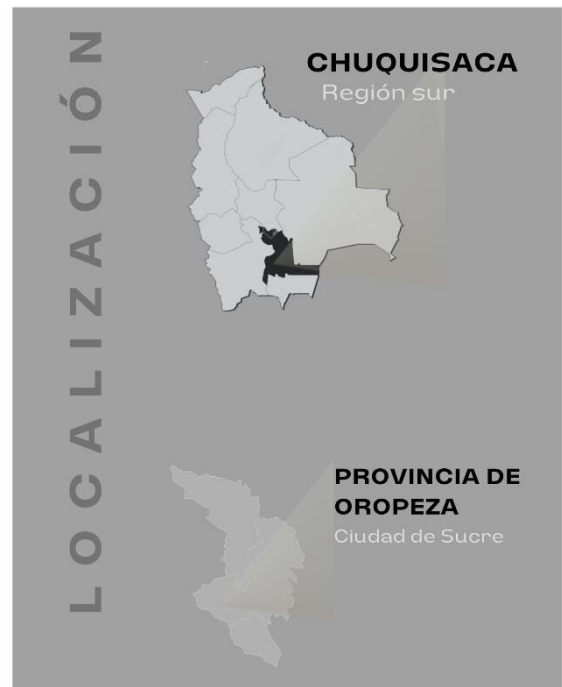 LOCALIZACIÓN
CHUQUISACA
Región sur
PROVINCIA DE
OROPEZA
Ciudad de Sucre